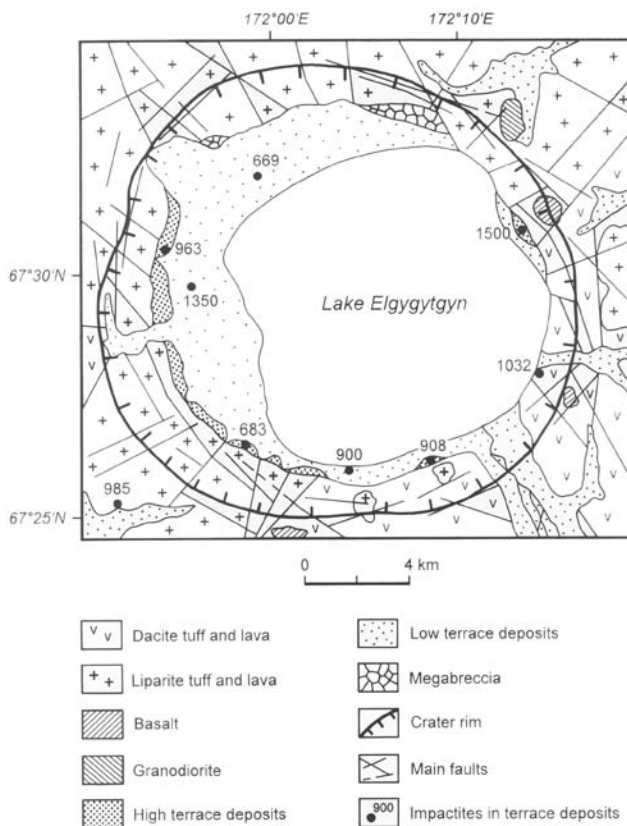 172°00'E 172°10'E
669
963
1500
67°30'N
1350
Lake Elgygytgyn
1032
683
900
908
985
67°25'N
0 4 km
Dacite tuff and lava
Low terrace deposits
Liparite tuff and lava
Megabreccia
Basalt
Crater rim
Granodiorite
Main faults
High terrace deposits
900
Impactites in terrace deposits